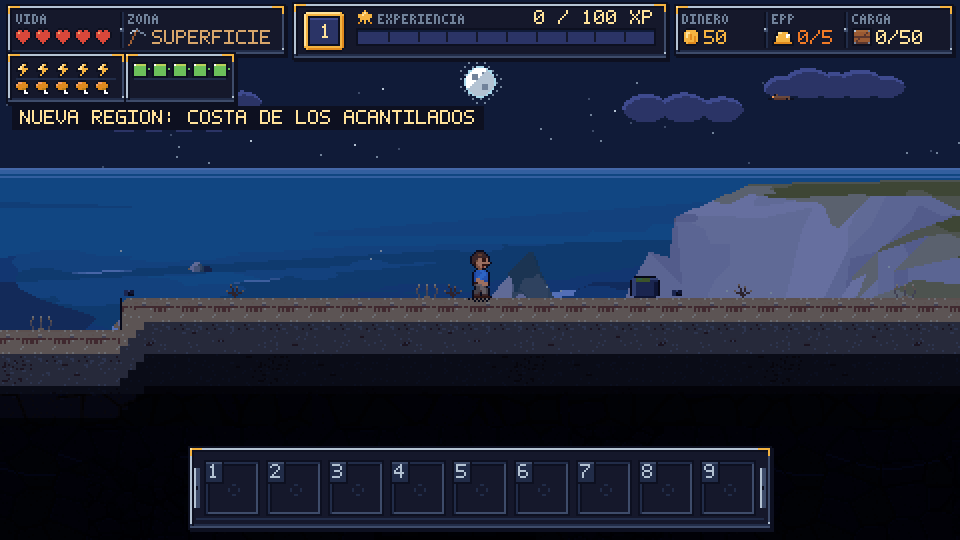 VIDA
ZONA
SUPERFICIE
1
EXPERIENCIA
0 / 100 XP
DINERO
50
EPP
0/5
CARGA
0/50
NUEVA REGION: COSTA DE LOS ACANTILADOS
1 2 3 4 5 6 7 8 9